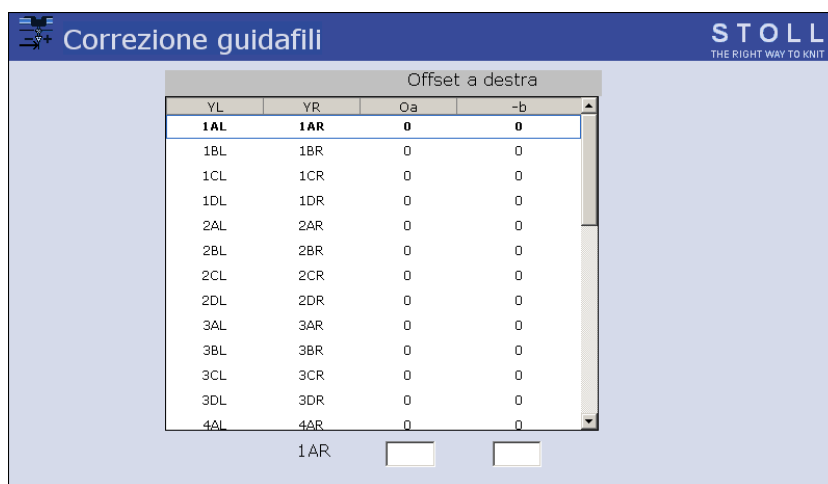 Correzione guidafili
STOLL
THE RIGHT WAY TO KNIT
Offset a destra
YL YR Oa -b
1AL 1AR 0 0
1BL 1BR 0 0
1CL 1CR 0 0
1DL 1DR 0 0
2AL 2AR 0 0
2BL 2BR 0 0
2CL 2CR 0 0
2DL 2DR 0 0
3AL 3AR 0 0
3BL 3BR 0 0
3CL 3CR 0 0
3DL 3DR 0 0
4AL 4AR 0 0
1AR